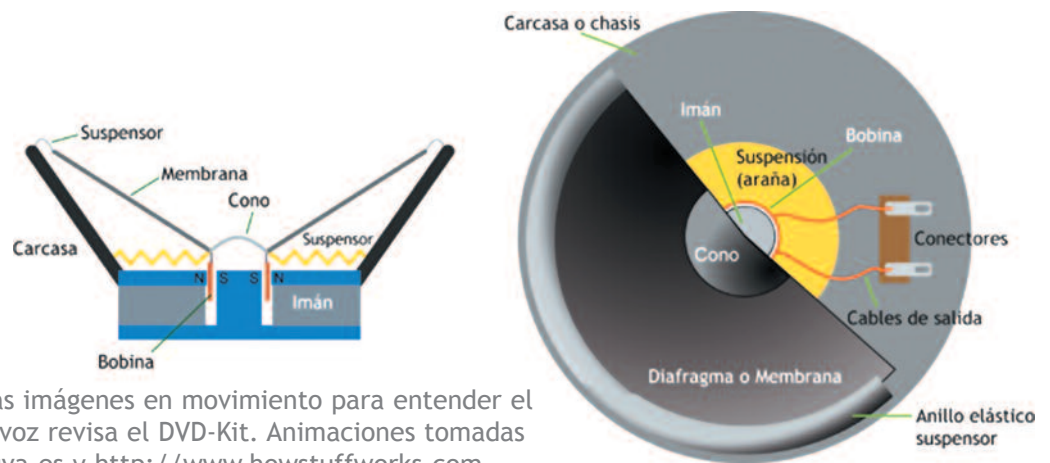 Suspensor
Membrana
Cono
Suspensor
Carcasa
N S S N
Imán
Bobina
Carcasa o chasis
Imán
Bobina
Suspensión
(araña)
Cono
Conectores
Cables de salida
Diafragma o Membrana
Anillo elástico
suspensor
imágenes en movimiento para entender el
voz revisa el DVD-Kit. Animaciones tomadas